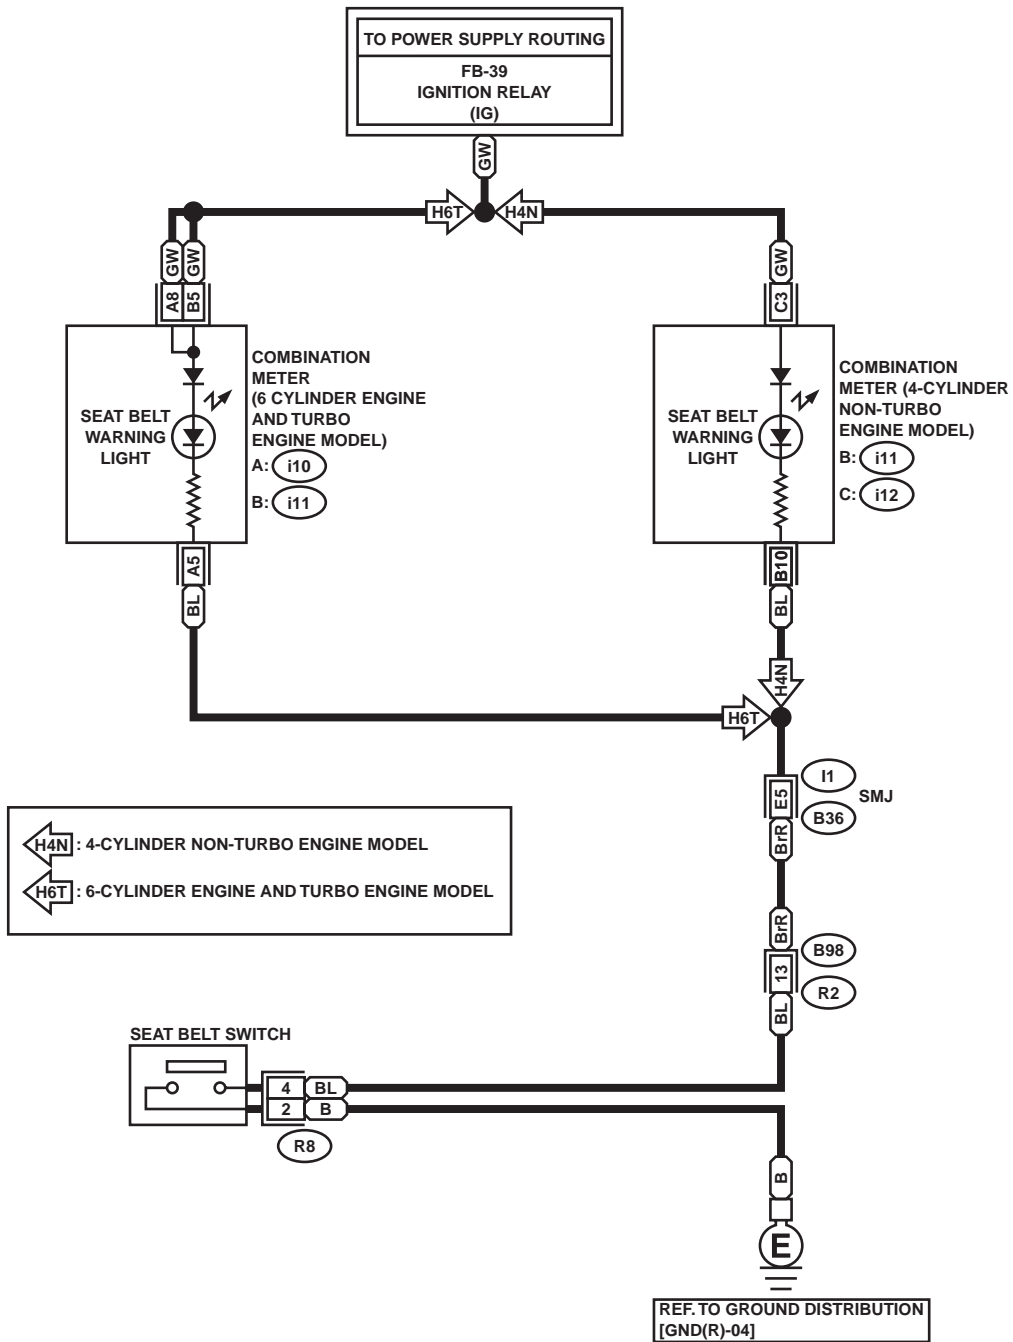 TO POWER SUPPLY ROUTING
FB-39
IGNITION RELAY
(IG)
GW
H6T
H4N
GW
GW
GW
A8
B5
C3
SEAT BELT
WARNING
LIGHT
COMBINATION
METER
(6 CYLINDER ENGINE
AND TURBO
ENGINE MODEL)
A: i10
B: i11
SEAT BELT
WARNING
LIGHT
COMBINATION
METER (4-CYLINDER
NON-TURBO
ENGINE MODEL)
B: i11
C: i12
A5
BL
B10
BL
H4N
H6T
E5
I1
SMJ
B36
BrR
H4N : 4-CYLINDER NON-TURBO ENGINE MODEL
H6T : 6-CYLINDER ENGINE AND TURBO ENGINE MODEL
BrR
B98
13
R2
BL
SEAT BELT SWITCH
4 BL
2 B
R8
B
E
REF. TO GROUND DISTRIBUTION
[GND(R)-04]